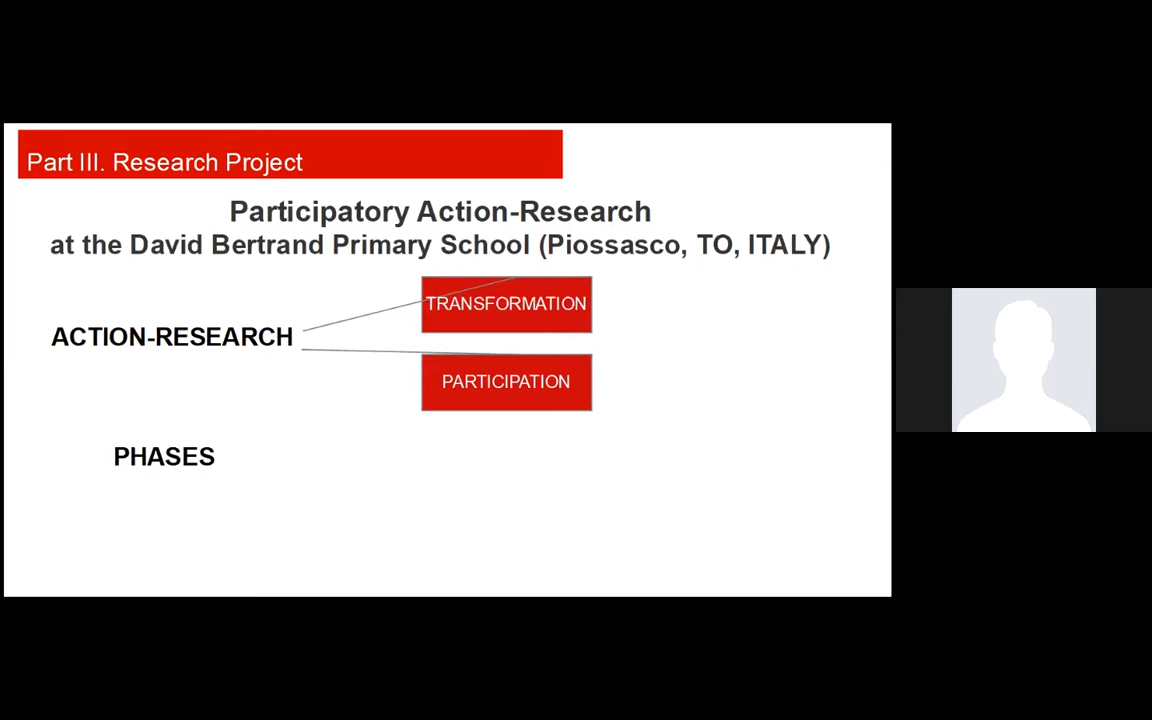 Part III. Research Project
Participatory Action-Research
at the David Bertrand Primary School (Piossasco, TO, ITALY)
TRANSFORMATION
ACTION-RESEARCH
PARTICIPATION
PHASES